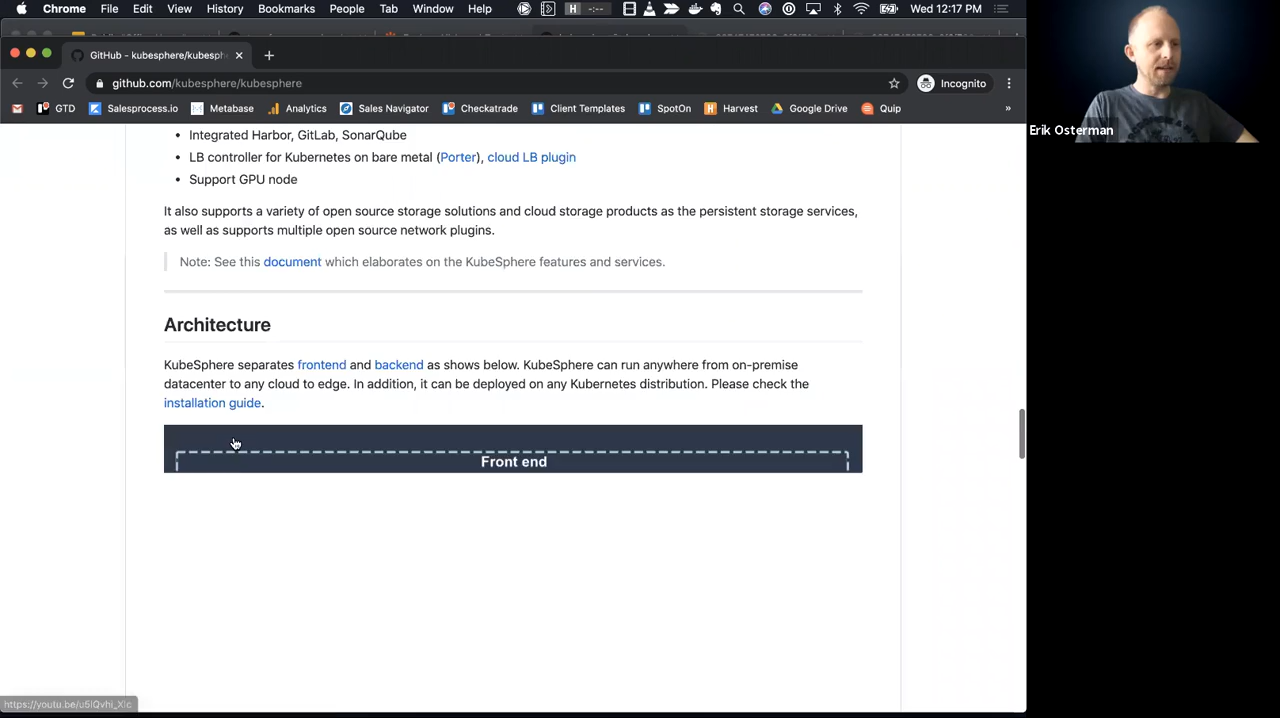 Chrome File Edit View History Bookmarks People Tab Window Help Wed 12:17 PM
GitHub - kubesphere/kubesph
github.com/kubesphere/kubesphere Incognito
GTD Salesprocess.io Metabase Analytics Sales Navigator Checkatrade Client Templates SpotOn Harvest Google Drive Quip »
Erik Osterman
• Integrated Harbor, GitLab, SonarQube
• LB controller for Kubernetes on bare metal (Porter), cloud LB plugin
• Support GPU node
It also supports a variety of open source storage solutions and cloud storage products as the persistent storage services,
as well as supports multiple open source network plugins.
Note: See this document which elaborates on the KubeSphere features and services.
Architecture
KubeSphere separates frontend and backend as shows below. KubeSphere can run anywhere from on-premise
datacenter to any cloud to edge. In addition, it can be deployed on any Kubernetes distribution. Please check the
installation guide.
Front end